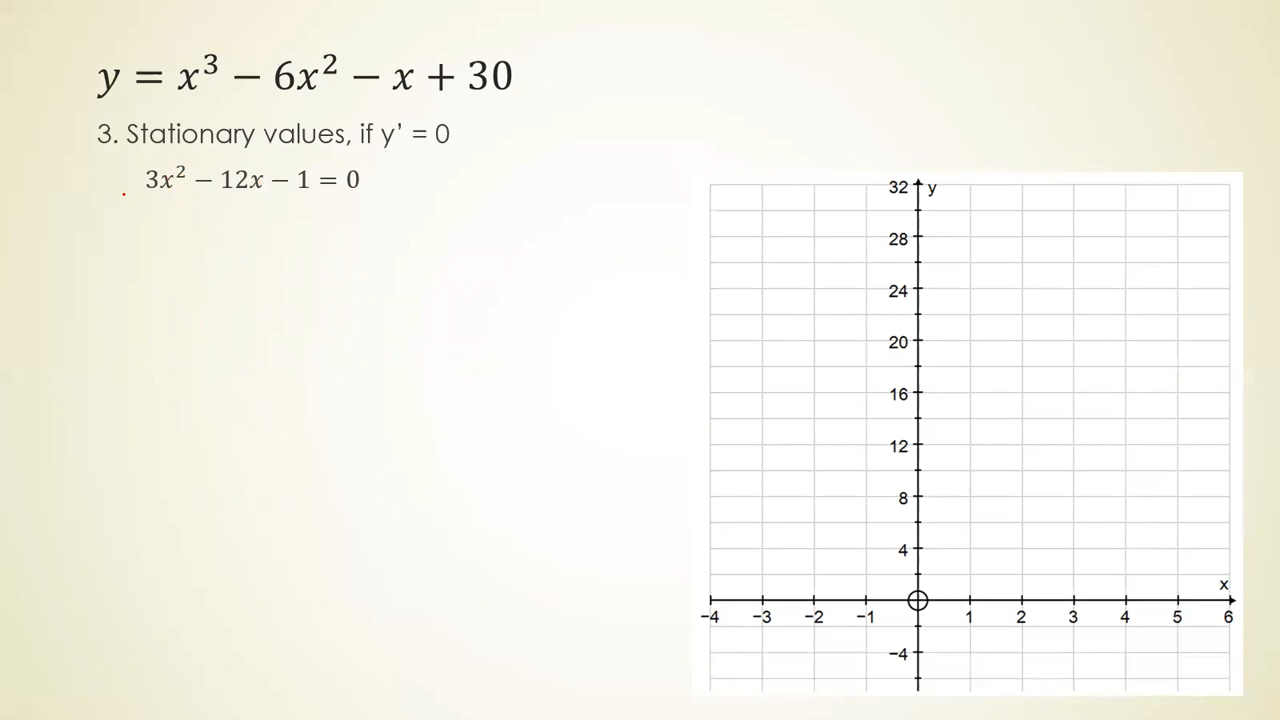 y = x³ − 6x² − x + 30
3. Stationary values, if y’ = 0
3x² − 12x − 1 = 0
32 y
28
24
20
16
12
8
4
x
−4 −3 −2 −1 1 2 3 4 5 6
−4